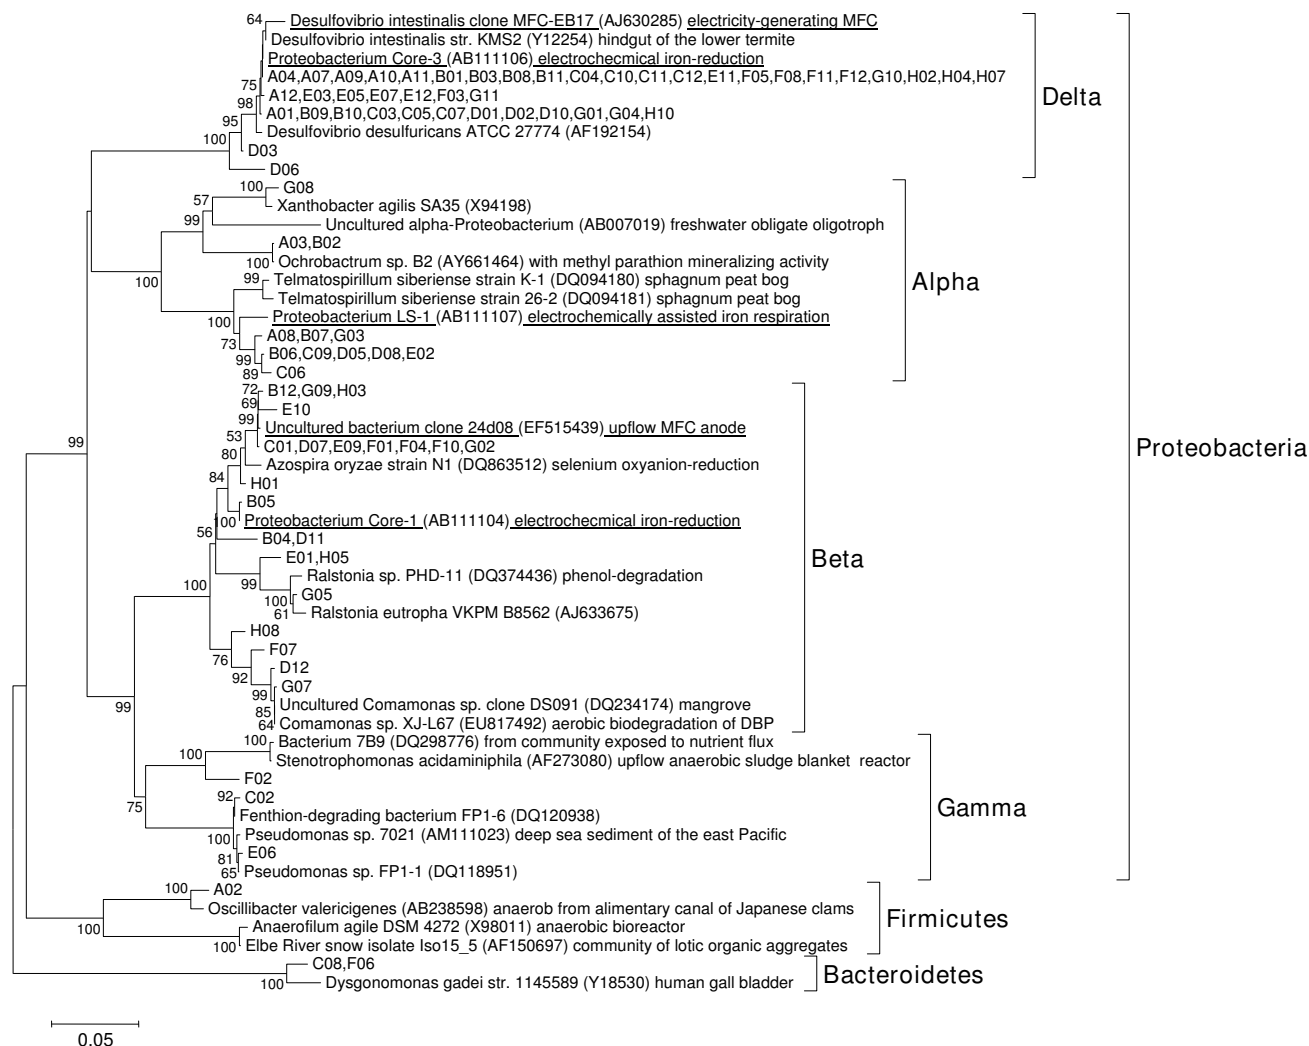 64 Desulfovibrio intestinalis clone MFC-EB17 (AJ630285) electricity-generating MFC
Desulfovibrio intestinalis str. KMS2 (Y12254) hindgut of the lower termite
Proteobacterium Core-3 (AB111106) electrochecmical iron-reduction
A04,A07,A09,A10,A11,B01,B03,B08,B11,C04,C10,C11,C12,E11,F05,F08,F11,F12,G10,H02,H04,H07
75
A12,E03,E05,E07,E12,F03,G11
Delta
98
A01,B09,B10,C03,C05,C07,D01,D02,D10,G01,G04,H10
95
Desulfovibrio desulfuricans ATCC 27774 (AF192154)
100
D03
D06
100 G08
57
Xanthobacter agilis SA35 (X94198)
99
Uncultured alpha-Proteobacterium (AB007019) freshwater obligate oligotroph
A03,B02
100 Ochrobactrum sp. B2 (AY661464) with methyl parathion mineralizing activity
100
99 Telmatospirillum siberiense strain K-1 (DQ094180) sphagnum peat bog
Alpha
Telmatospirillum siberiense strain 26-2 (DQ094181) sphagnum peat bog
100
Proteobacterium LS-1 (AB111107) electrochemically assisted iron respiration
A08,B07,G03
73
B06,C09,D05,D08,E02
99
89 C06
72 B12,G09,H03
69
E10
99
Uncultured bacterium clone 24d08 (EF515439) upflow MFC anode
53
99
C01,D07,E09,F01,F04,F10,G02
Proteobacteria
80
Azospira oryzae strain N1 (DQ863512) selenium oxyanion-reduction
84
H01
B05
100 Proteobacterium Core-1 (AB111104) electrochecmical iron-reduction
56
B04,D11
E01,H05
Beta
Ralstonia sp. PHD-11 (DQ374436) phenol-degradation
100
99
G05
100
61 Ralstonia eutropha VKPM B8562 (AJ633675)
H08
F07
76
D12
92
G07
99
Uncultured Comamonas sp. clone DS091 (DQ234174) mangrove
99
85
64 Comamonas sp. XJ-L67 (EU817492) aerobic biodegradation of DBP
100 Bacterium 7B9 (DQ298776) from community exposed to nutrient flux
100
Stenotrophomonas acidaminiphila (AF273080) upflow anaerobic sludge blanket reactor
F02
92 C02
75
Gamma
Fenthion-degrading bacterium FP1-6 (DQ120938)
Pseudomonas sp. 7021 (AM111023) deep sea sediment of the east Pacific
100
E06
81
65 Pseudomonas sp. FP1-1 (DQ118951)
100 A02
Oscillibacter valericigenes (AB238598) anaerob from alimentary canal of Japanese clams
Firmicutes
100
Anaerofilum agile DSM 4272 (X98011) anaerobic bioreactor
100 Elbe River snow isolate Iso15_5 (AF150697) community of lotic organic aggregates
C08,F06
Bacteroidetes
100 Dysgonomonas gadei str. 1145589 (Y18530) human gall bladder
0.05